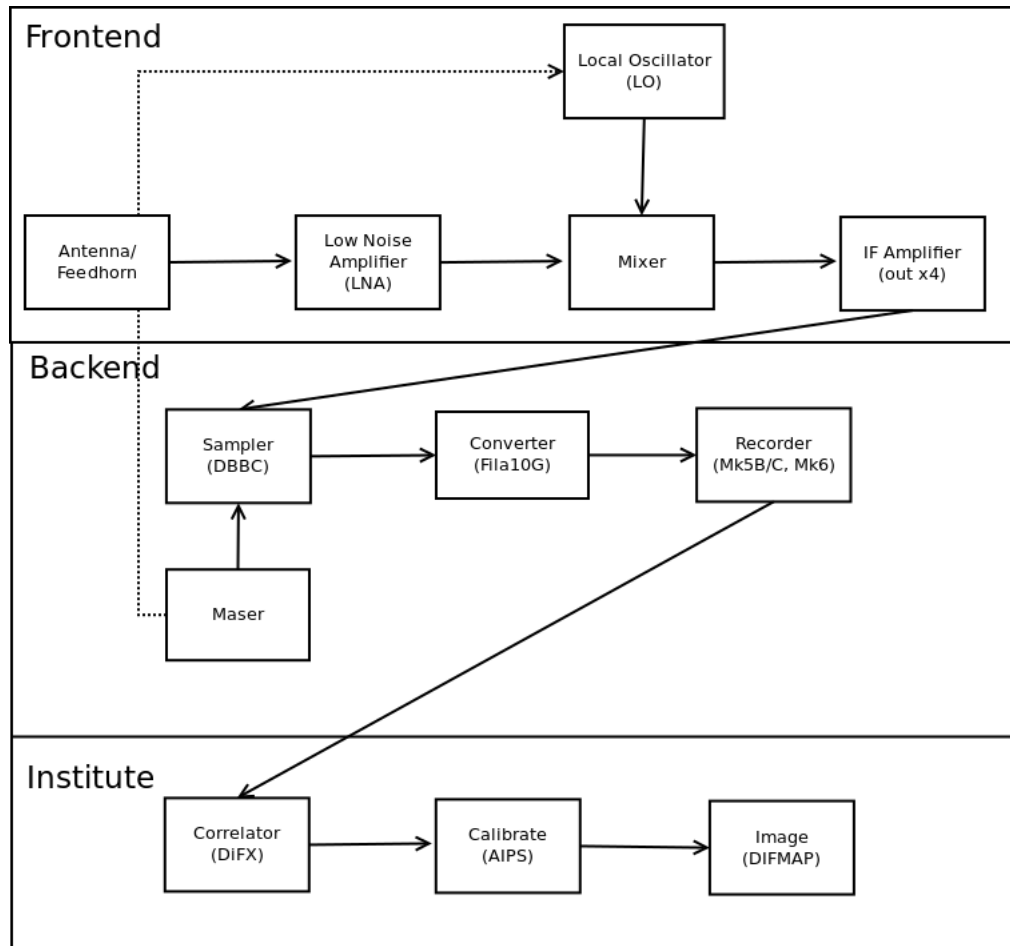 Frontend
Local Oscillator
(LO)
Antenna/
Feedhorn
Low Noise
Amplifier
(LNA)
Mixer
IF Amplifier
(out x4)
Backend
Sampler
(DBBC)
Converter
(Fila10G)
Recorder
(Mk5B/C, Mk6)
Maser
Institute
Correlator
(DiFX)
Calibrate
(AIPS)
Image
(DIFMAP)